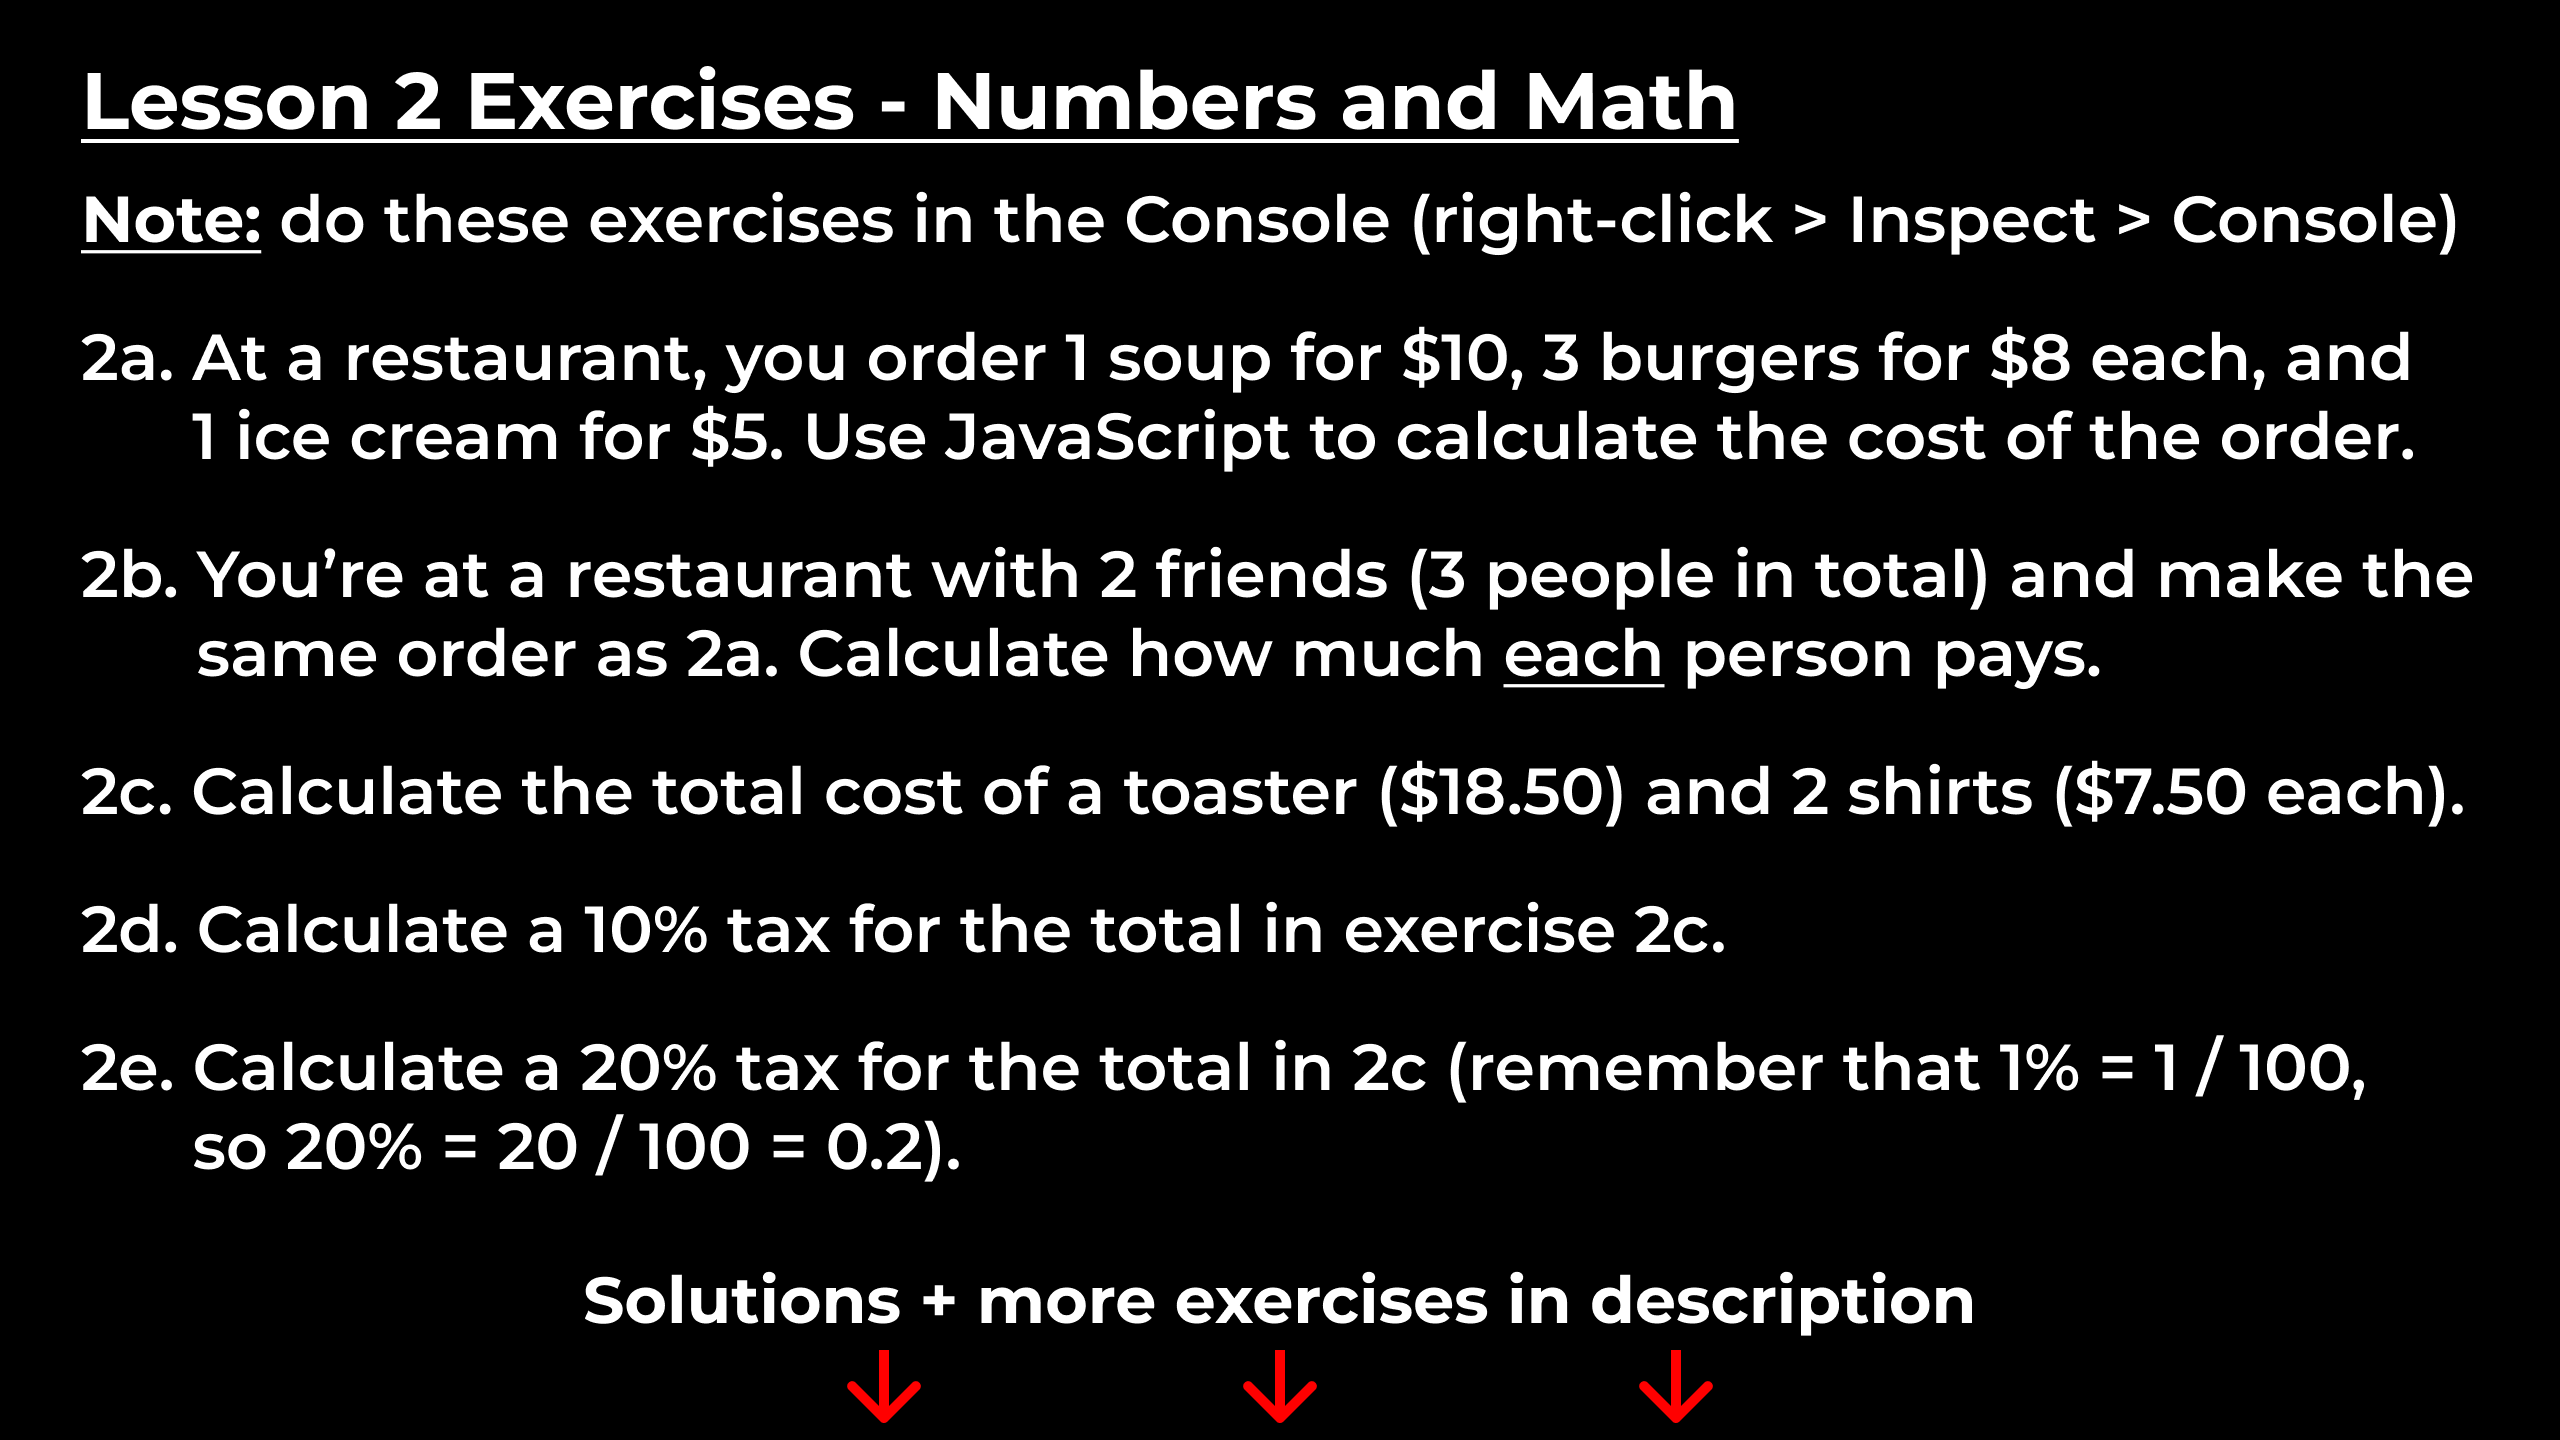 Lesson 2 Exercises - Numbers and Math
Note: do these exercises in the Console (right-click > Inspect > Console)
2a. At a restaurant, you order 1 soup for $10, 3 burgers for $8 each, and
1 ice cream for $5. Use JavaScript to calculate the cost of the order.
2b. You’re at a restaurant with 2 friends (3 people in total) and make the
same order as 2a. Calculate how much each person pays.
2c. Calculate the total cost of a toaster ($18.50) and 2 shirts ($7.50 each).
2d. Calculate a 10% tax for the total in exercise 2c.
2e. Calculate a 20% tax for the total in 2c (remember that 1% = 1 / 100,
so 20% = 20 / 100 = 0.2).
Solutions + more exercises in description